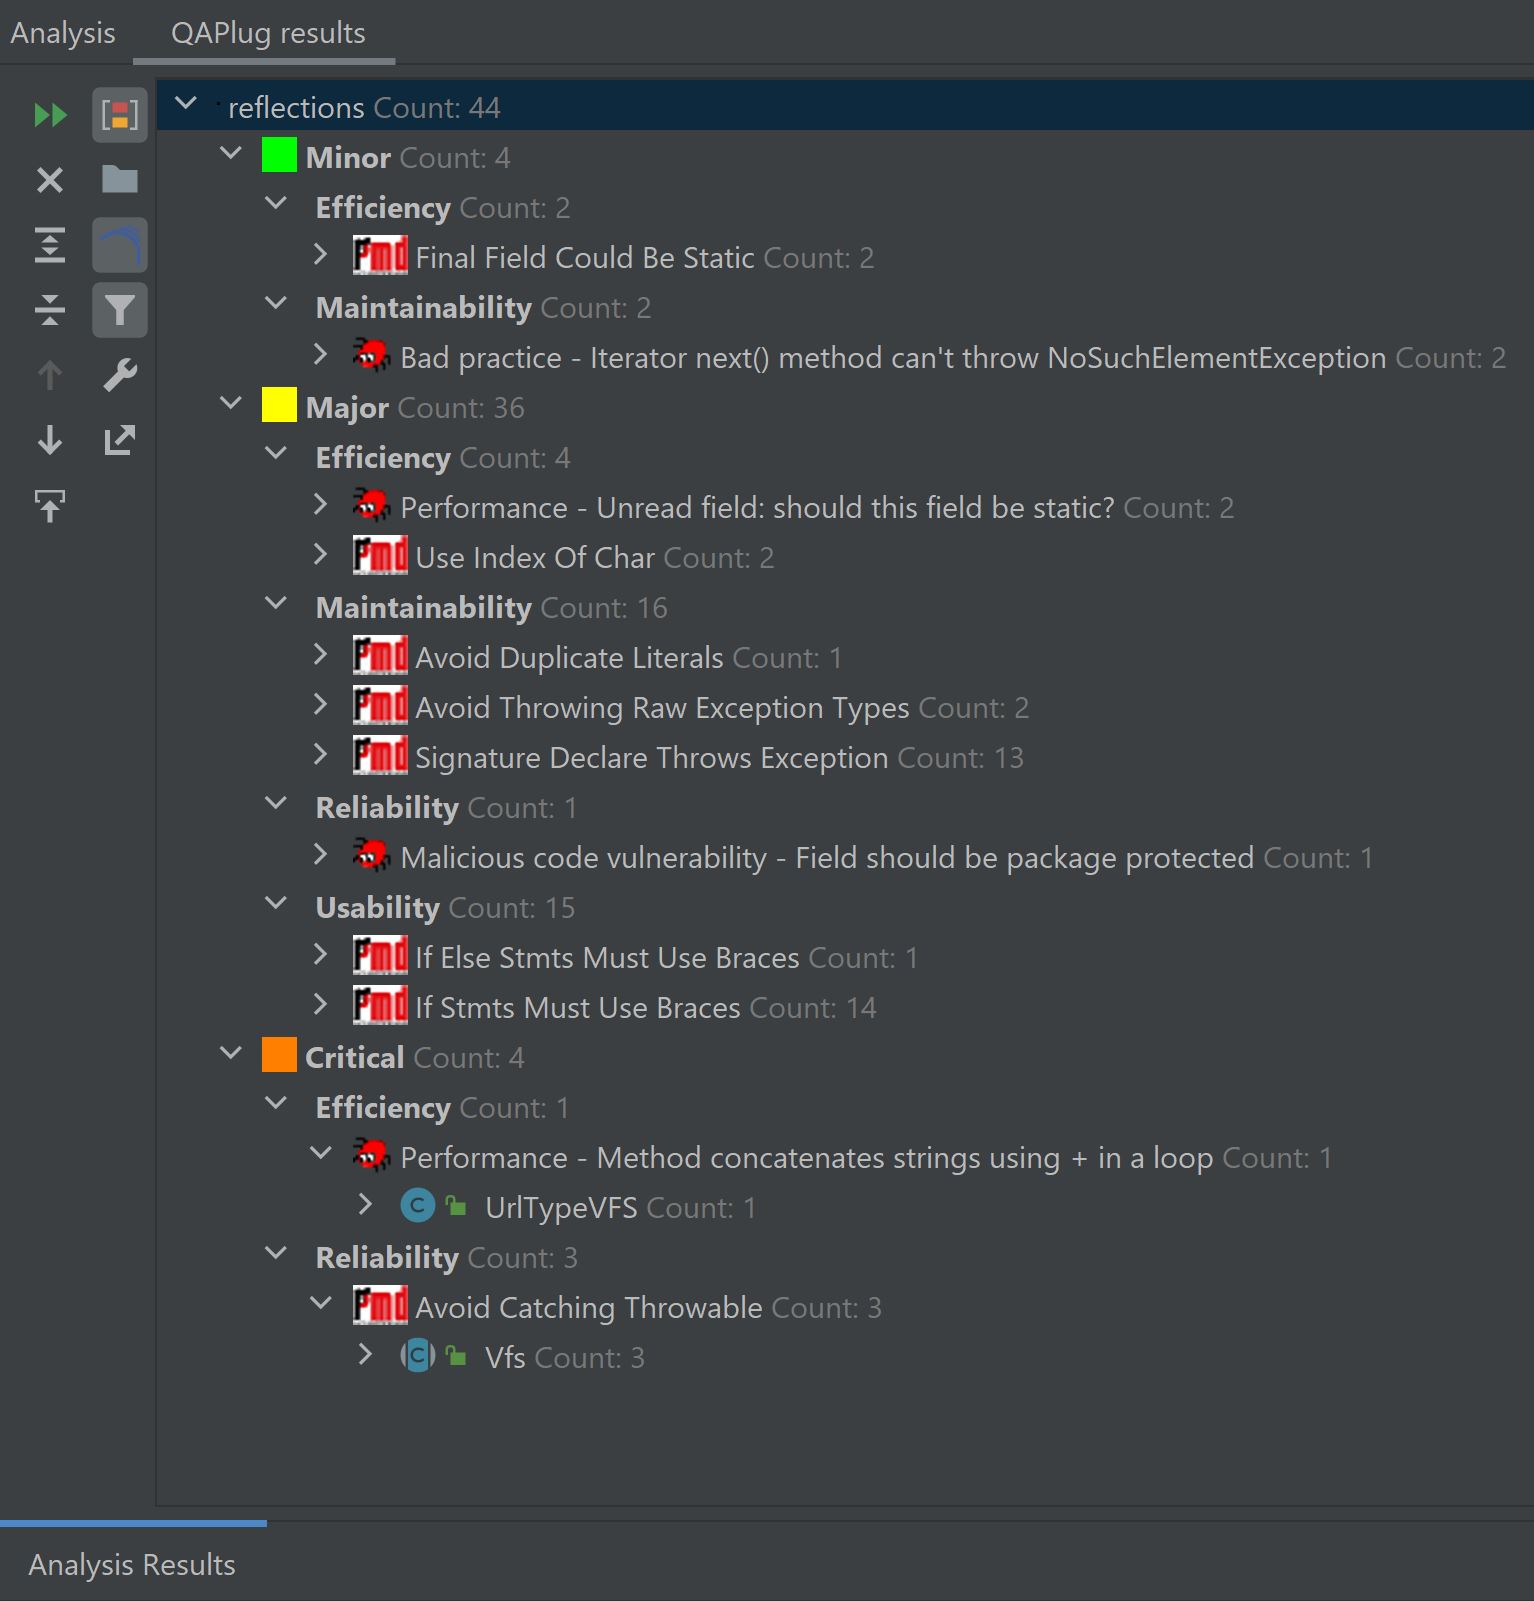 Analysis QAPlug results
reflections Count: 44
Minor Count: 4
Efficiency Count: 2
pmd Final Field Could Be Static Count: 2
Maintainability Count: 2
Bad practice - Iterator next() method can't throw NoSuchElementException Count: 2
Major Count: 36
Efficiency Count: 4
Performance - Unread field: should this field be static? Count: 2
pmd Use Index Of Char Count: 2
Maintainability Count: 16
pmd Avoid Duplicate Literals Count: 1
pmd Avoid Throwing Raw Exception Types Count: 2
pmd Signature Declare Throws Exception Count: 13
Reliability Count: 1
Malicious code vulnerability - Field should be package protected Count: 1
Usability Count: 15
pmd If Else Stmts Must Use Braces Count: 1
pmd If Stmts Must Use Braces Count: 14
Critical Count: 4
Efficiency Count: 1
Performance - Method concatenates strings using + in a loop Count: 1
C UrlTypeVFS Count: 1
Reliability Count: 3
pmd Avoid Catching Throwable Count: 3
C Vfs Count: 3
Analysis Results